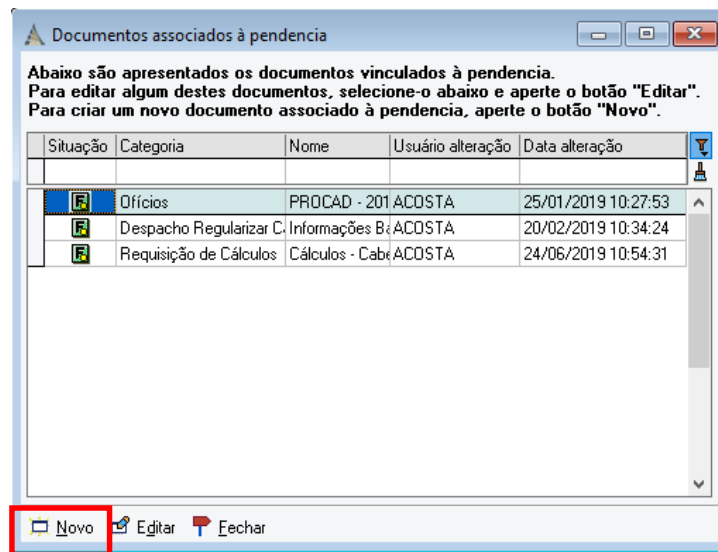 Documentos associados à pendencia
Abaixo são apresentados os documentos vinculados à pendencia.
Para editar algum destes documentos, selecione-o abaixo e aperte o botão "Editar".
Para criar um novo documento associado à pendencia, aperte o botão "Novo".
Situação Categoria Nome Usuário alteração Data alteração
F Ofícios PROCAD - 201 ACOSTA 25/01/2019 10:27:53
F Despacho Regularizar C Informações Ba ACOSTA 20/02/2019 10:34:24
F Requisição de Cálculos Cálculos - Cabe ACOSTA 24/06/2019 10:54:31
Novo Editar Fechar